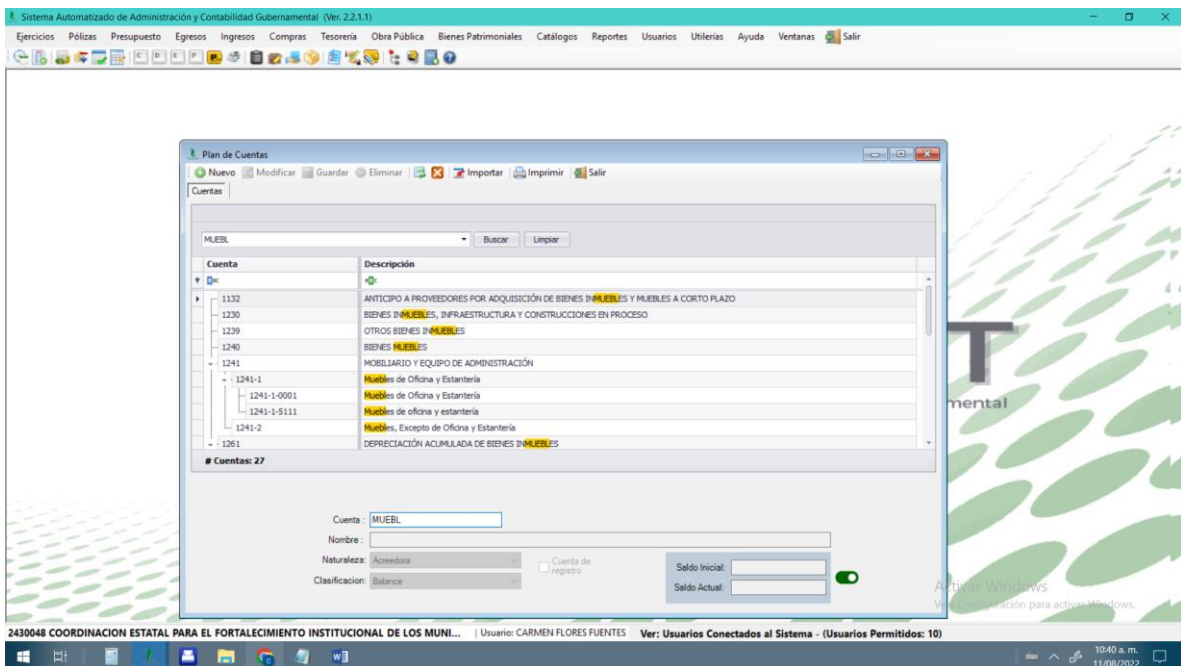 Sistema Automatizado de Administración y Contabilidad Gubernamental (Ver. 2.2.1.1)
Ejercicios Pólizas Presupuesto Egresos Ingresos Compras Tesorería Obra Pública Bienes Patrimoniales Catálogos Reportes Usuarios Utilerías Ayuda Ventanas Salir
Plan de Cuentas
Nuevo Modificar Guardar Eliminar Importar Imprimir Salir
Cuentas
MUEBL Buscar Limpiar
Cuenta Descripción
1132 ANTICIPO A PROVEEDORES POR ADQUISICIÓN DE BIENES INMUEBLES Y MUEBLES A CORTO PLAZO
1230 BIENES INMUEBLES, INFRAESTRUCTURA Y CONSTRUCCIONES EN PROCESO
1239 OTROS BIENES INMUEBLES
1240 BIENES MUEBLES
1241 MOBILIARIO Y EQUIPO DE ADMINISTRACIÓN
1241-1 Muebles de Oficina y Estantería
1241-1-0001 Muebles de Oficina y Estantería
1241-1-5111 Muebles de oficina y estantería
1241-2 Muebles, Excepto de Oficina y Estantería
1261 DEPRECIACIÓN ACUMULADA DE BIENES INMUEBLES
# Cuentas: 27
T
mental
Cuenta : MUEBL
Nombre :
Naturaleza: Acreedora Cuenta de registro Saldo Inicial:
Clasificacion: Balance Saldo Actual:
Activar Windows
Ve a Configuración para activar Windows.
2430048 COORDINACION ESTATAL PARA EL FORTALECIMIENTO INSTITUCIONAL DE LOS MUNI... | Usuario: CARMEN FLORES FUENTES Ver: Usuarios Conectados al Sistema - (Usuarios Permitidos: 10)
10:40 a. m.
11/08/2022